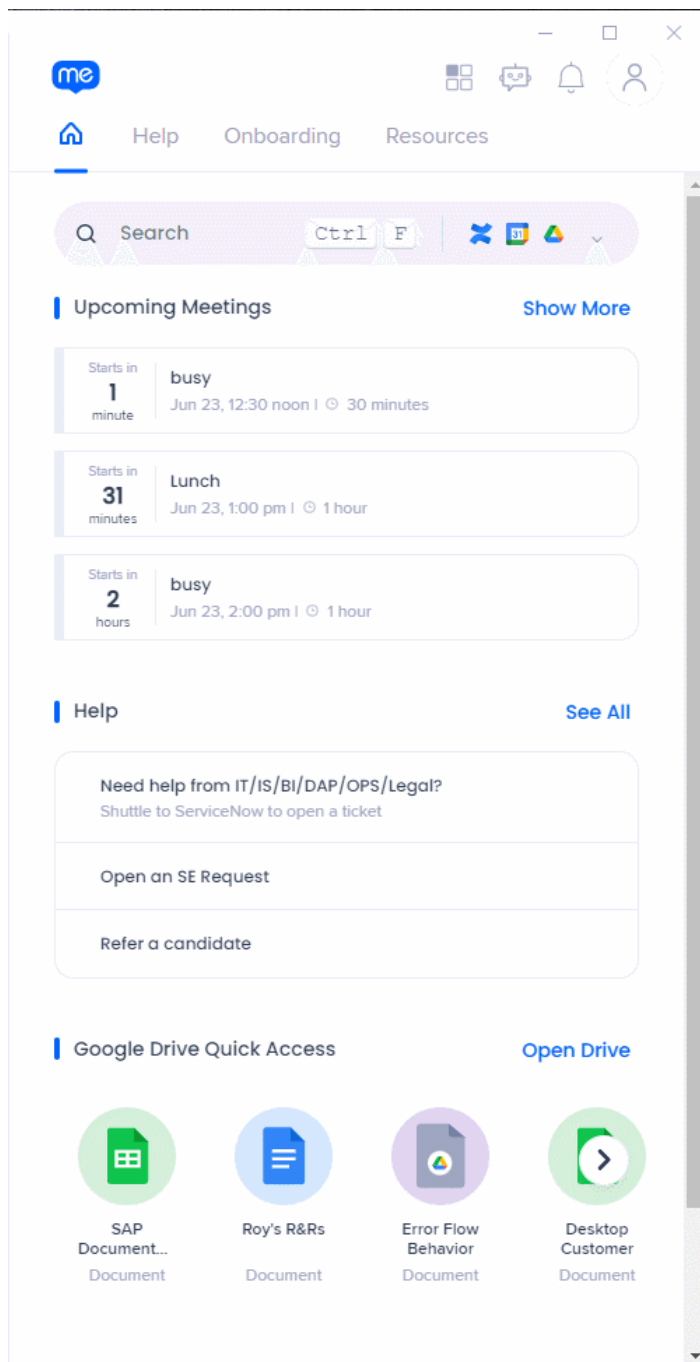 me
Help Onboarding Resources
Search Ctrl F 31
Upcoming Meetings Show More
Starts in
1
minute
busy
Jun 23, 12:30 noon | 30 minutes
Starts in
31
minutes
Lunch
Jun 23, 1:00 pm | 1 hour
Starts in
2
hours
busy
Jun 23, 2:00 pm | 1 hour
Help See All
Need help from IT/IS/BI/DAP/OPS/Legal?
Shuttle to ServiceNow to open a ticket
Open an SE Request
Refer a candidate
Google Drive Quick Access Open Drive
SAP
Document...
Document
Roy's R&Rs
Document
Error Flow
Behavior
Document
Desktop
Customer
Document